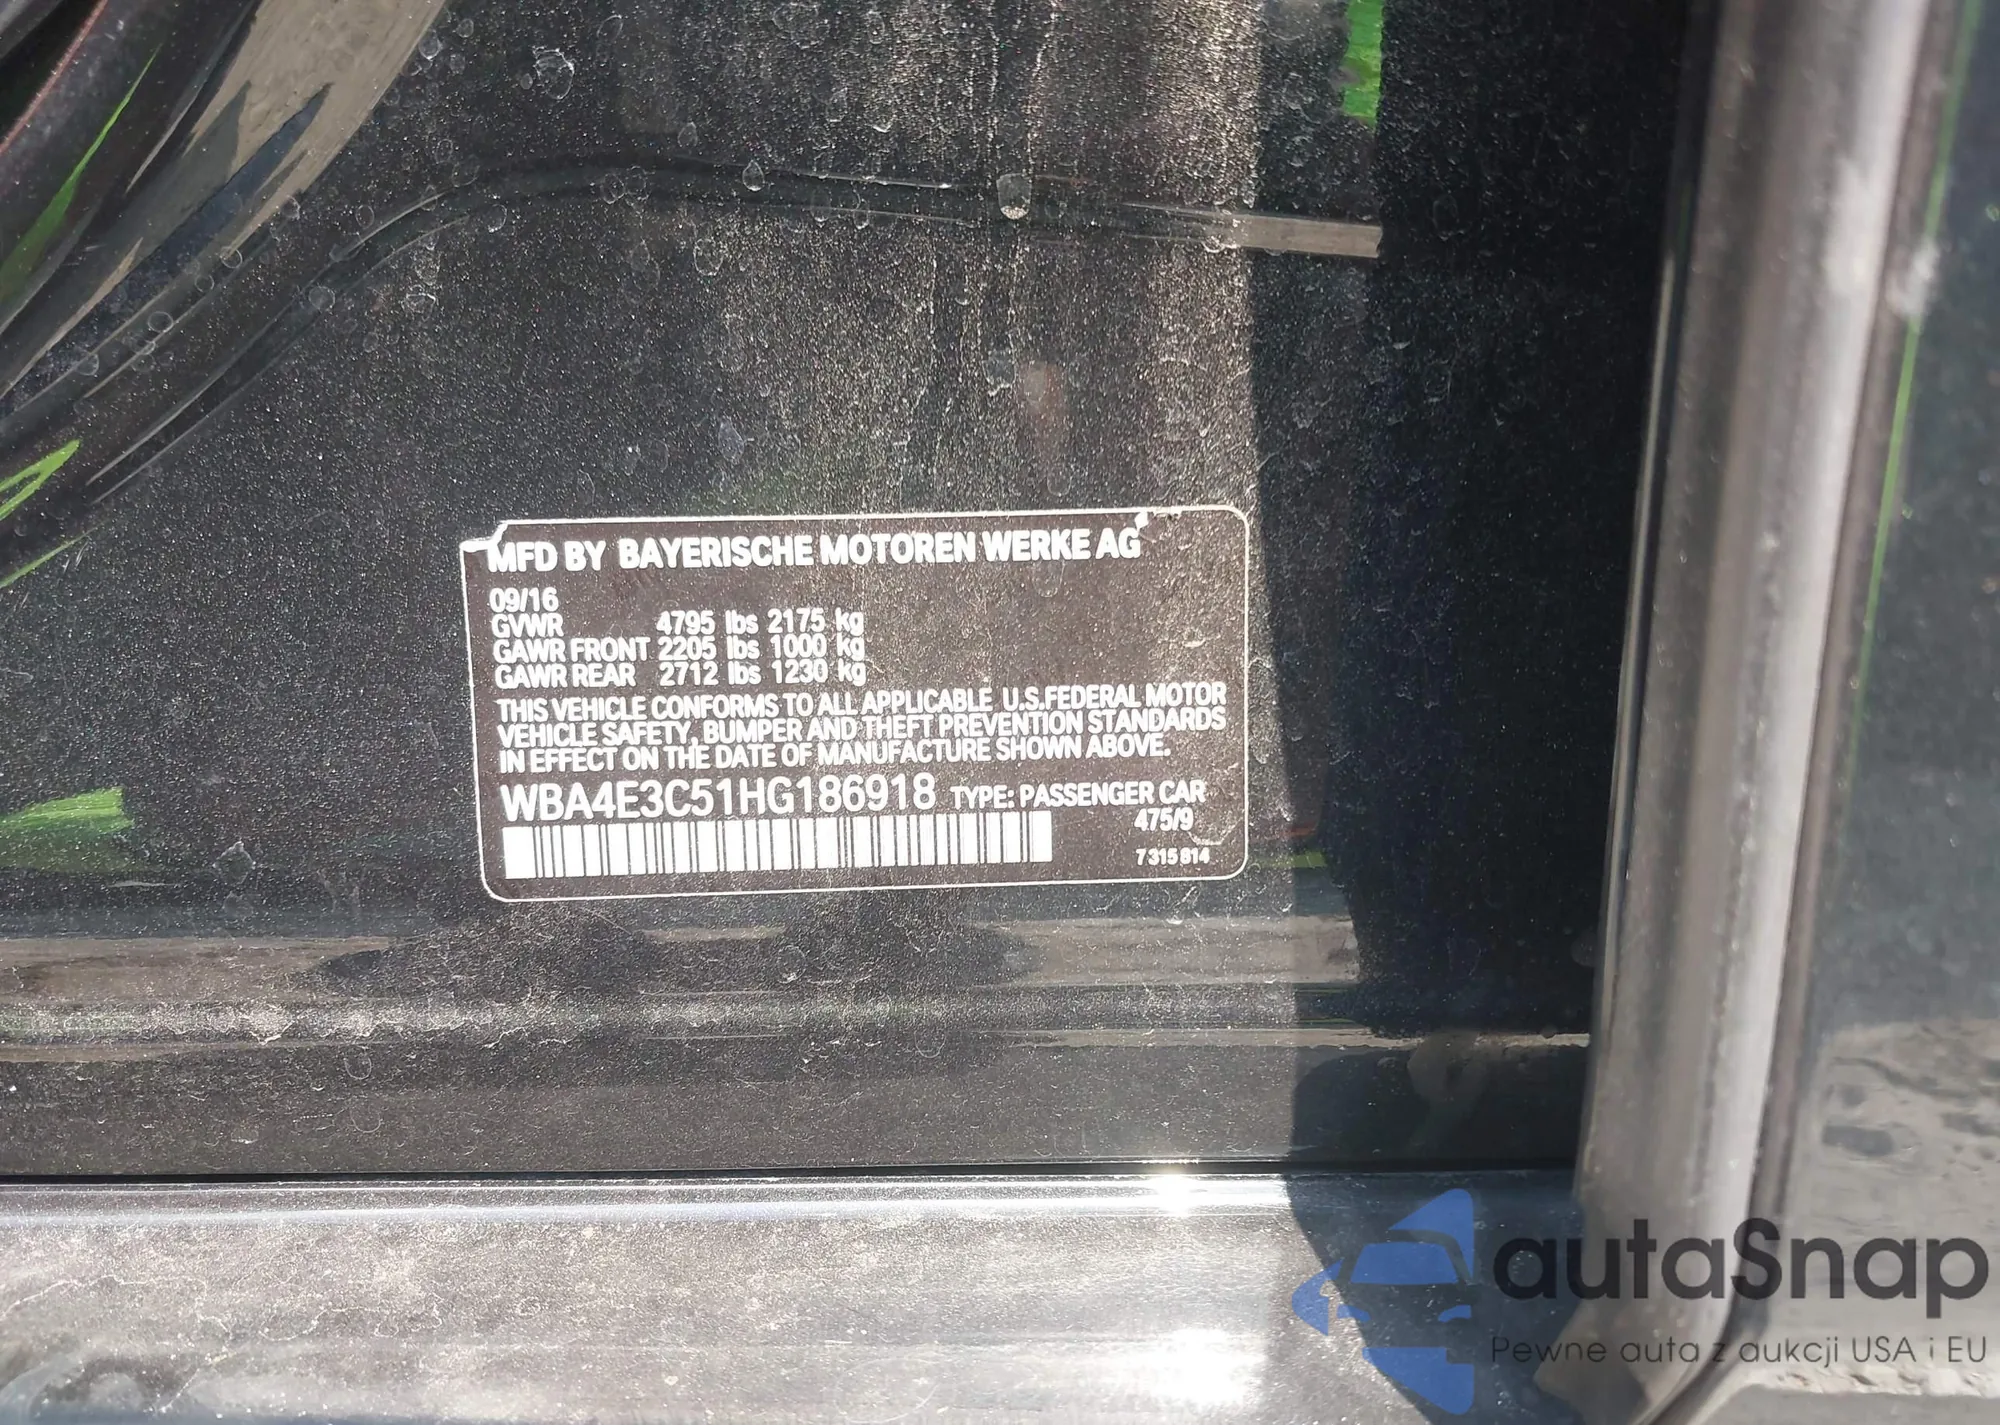 MFD BY BAYERISCHE MOTOREN WERKE AG
09/16
GVWR 4795 lbs 2175 kg
GAWR FRONT 2205 lbs 1000 kg
GAWR REAR 2712 lbs 1230 kg
THIS VEHICLE CONFORMS TO ALL APPLICABLE U.S.FEDERAL MOTOR
VEHICLE SAFETY, BUMPER AND THEFT PREVENTION STANDARDS
IN EFFECT ON THE DATE OF MANUFACTURE SHOWN ABOVE.
WBA4E3C51HG186918 TYPE: PASSENGER CAR
475/9
7 315 814
autaSnap
Pewne auta z aukcji USA i EU